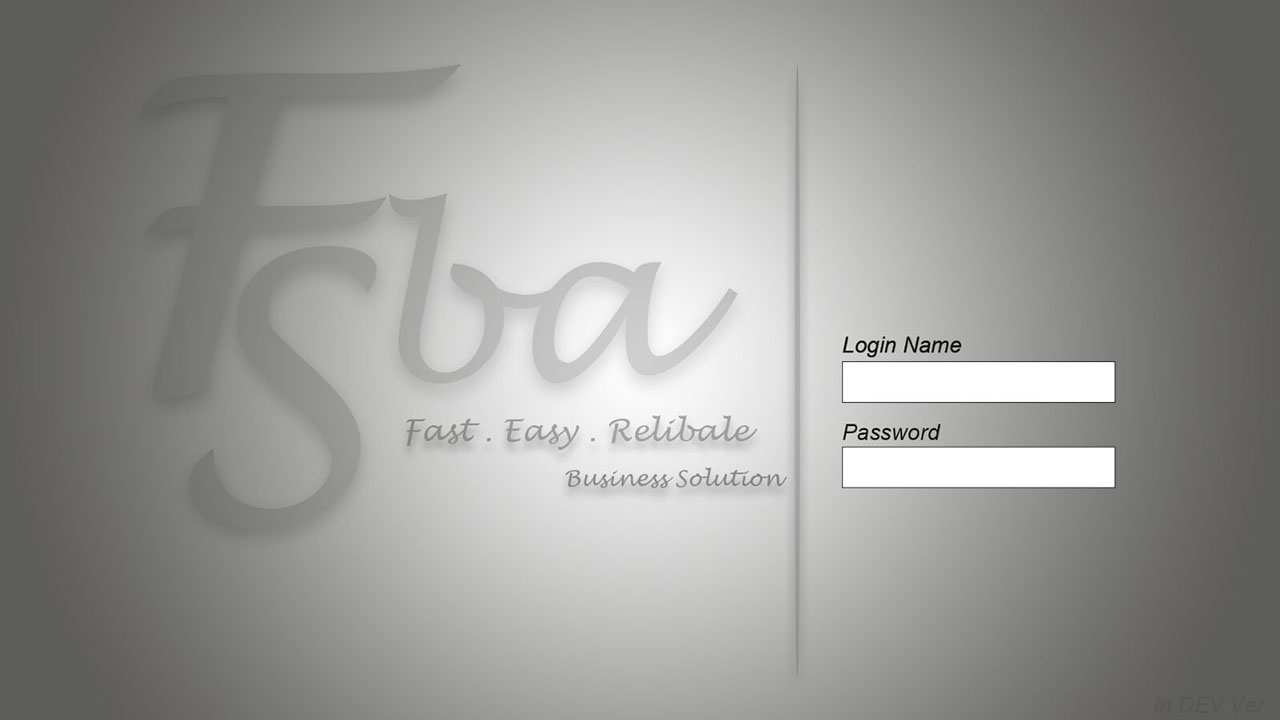 FSba
Fast . Easy . Relibale
Business Solution
Login Name
Password
In DEV Ver